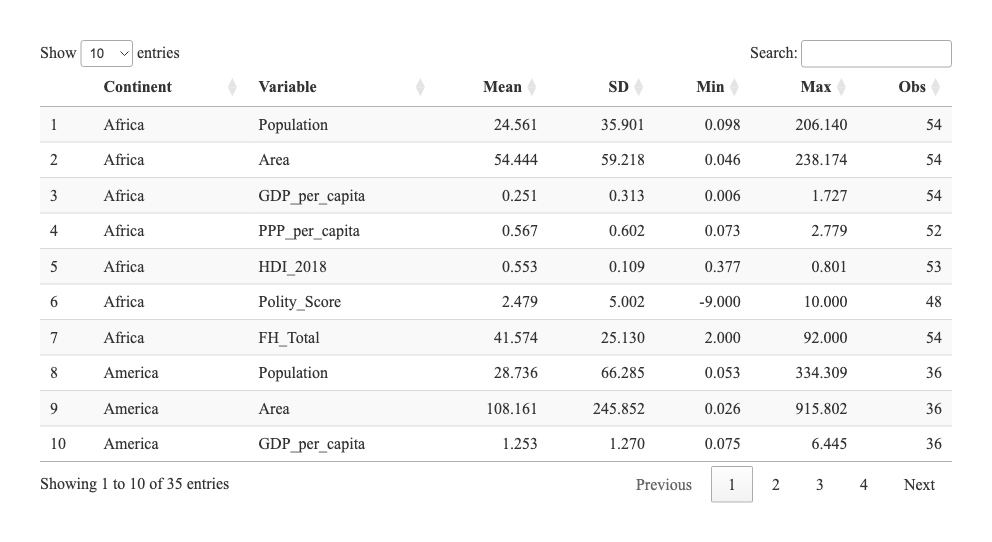 Show 10 entries Search:
Continent Variable Mean SD Min Max Obs
1 Africa Population 24.561 35.901 0.098 206.140 54
2 Africa Area 54.444 59.218 0.046 238.174 54
3 Africa GDP_per_capita 0.251 0.313 0.006 1.727 54
4 Africa PPP_per_capita 0.567 0.602 0.073 2.779 52
5 Africa HDI_2018 0.553 0.109 0.377 0.801 53
6 Africa Polity_Score 2.479 5.002 -9.000 10.000 48
7 Africa FH_Total 41.574 25.130 2.000 92.000 54
8 America Population 28.736 66.285 0.053 334.309 36
9 America Area 108.161 245.852 0.026 915.802 36
10 America GDP_per_capita 1.253 1.270 0.075 6.445 36
Showing 1 to 10 of 35 entries Previous 1 2 3 4 Next